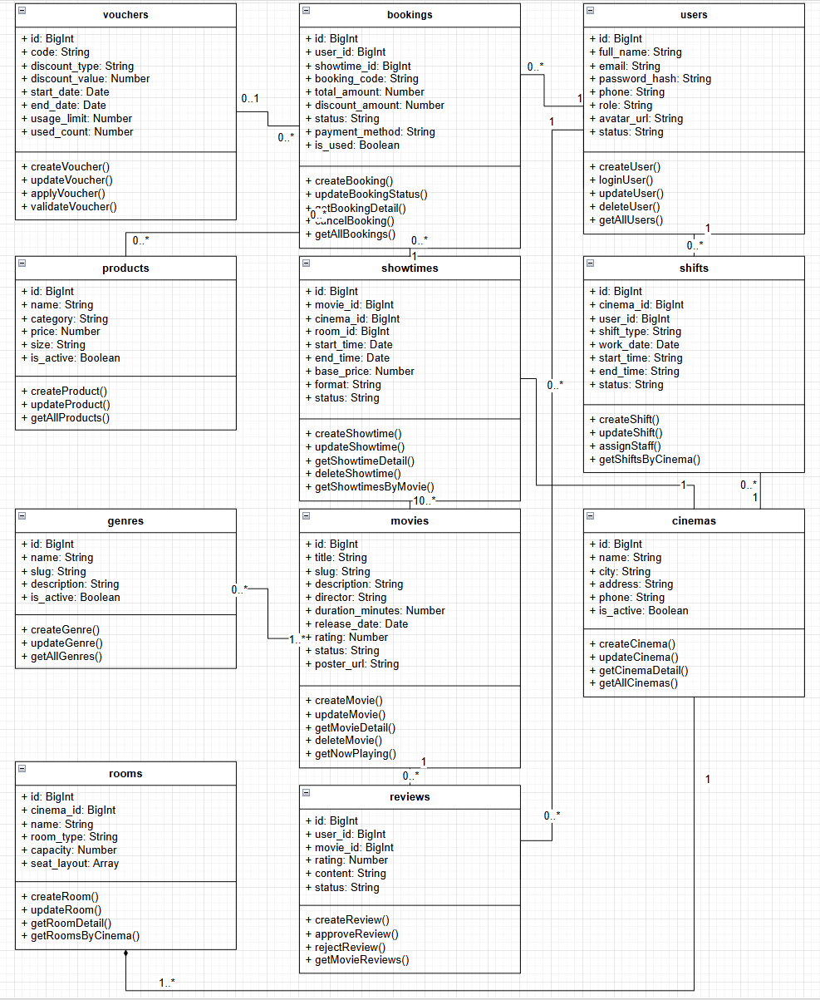 vouchers
+ id: BigInt
+ code: String
+ discount_type: String
+ discount_value: Number
+ start_date: Date
+ end_date: Date
+ usage_limit: Number
+ used_count: Number
+ createVoucher()
+ updateVoucher()
+ applyVoucher()
+ validateVoucher()
0..1
0..*
bookings
+ id: BigInt
+ user_id: BigInt
+ showtime_id: BigInt
+ booking_code: String
+ total_amount: Number
+ discount_amount: Number
+ status: String
+ payment_method: String
+ is_used: Boolean
+ createBooking()
+ updateBookingStatus()
+ getBookingDetail()
+ cancelBooking()
+ getAllBookings()
0..*
0..*
0..*
1
0..*
1
1
users
+ id: BigInt
+ full_name: String
+ email: String
+ password_hash: String
+ phone: String
+ role: String
+ avatar_url: String
+ status: String
+ createUser()
+ loginUser()
+ updateUser()
+ deleteUser()
+ getAllUsers()
1
0..*
products
+ id: BigInt
+ name: String
+ category: String
+ price: Number
+ size: String
+ is_active: Boolean
+ createProduct()
+ updateProduct()
+ getAllProducts()
showtimes
+ id: BigInt
+ movie_id: BigInt
+ cinema_id: BigInt
+ room_id: BigInt
+ start_time: Date
+ end_time: Date
+ base_price: Number
+ format: String
+ status: String
+ createShowtime()
+ updateShowtime()
+ getShowtimeDetail()
+ deleteShowtime()
+ getShowtimesByMovie()
10..*
0..*
1
shifts
+ id: BigInt
+ cinema_id: BigInt
+ user_id: BigInt
+ shift_type: String
+ work_date: Date
+ start_time: String
+ end_time: String
+ status: String
+ createShift()
+ updateShift()
+ assignStaff()
+ getShiftsByCinema()
0..*
1
genres
+ id: BigInt
+ name: String
+ slug: String
+ description: String
+ is_active: Boolean
+ createGenre()
+ updateGenre()
+ getAllGenres()
0..*
1..*
movies
+ id: BigInt
+ title: String
+ slug: String
+ description: String
+ director: String
+ duration_minutes: Number
+ release_date: Date
+ rating: Number
+ status: String
+ poster_url: String
+ createMovie()
+ updateMovie()
+ getMovieDetail()
+ deleteMovie()
+ getNowPlaying()
1
0..*
cinemas
+ id: BigInt
+ name: String
+ city: String
+ address: String
+ phone: String
+ is_active: Boolean
+ createCinema()
+ updateCinema()
+ getCinemaDetail()
+ getAllCinemas()
1
rooms
+ id: BigInt
+ cinema_id: BigInt
+ name: String
+ room_type: String
+ capacity: Number
+ seat_layout: Array
+ createRoom()
+ updateRoom()
+ getRoomDetail()
+ getRoomsByCinema()
1..*
reviews
+ id: BigInt
+ user_id: BigInt
+ movie_id: BigInt
+ rating: Number
+ content: String
+ status: String
+ createReview()
+ approveReview()
+ rejectReview()
+ getMovieReviews()
0..*